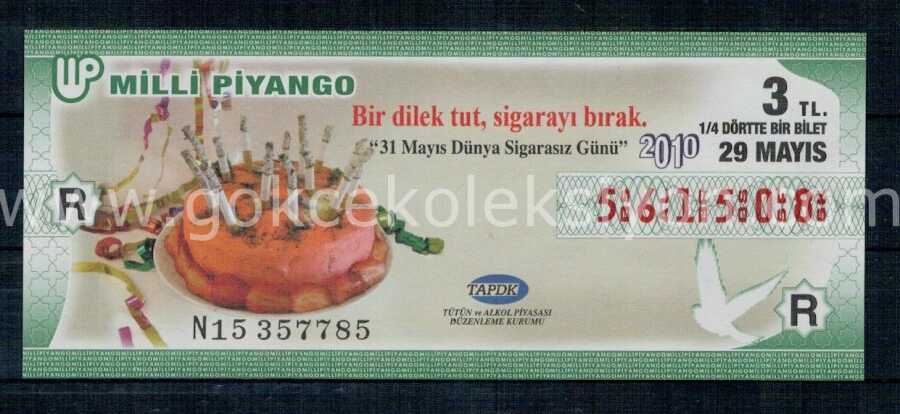 MİLLİ PİYANGO
Bir dilek tut, sigarayı bırak.
"31 Mayıs Dünya Sigarasız Günü"
2010
3 TL.
1/4 DÖRTTE BİR BİLET
29 MAYIS
R
561508
www.gokcekoleksiyon.com
TAPDK
TÜTÜN ve ALKOL PİYASASI
DÜZENLEME KURUMU
N15 357785
R